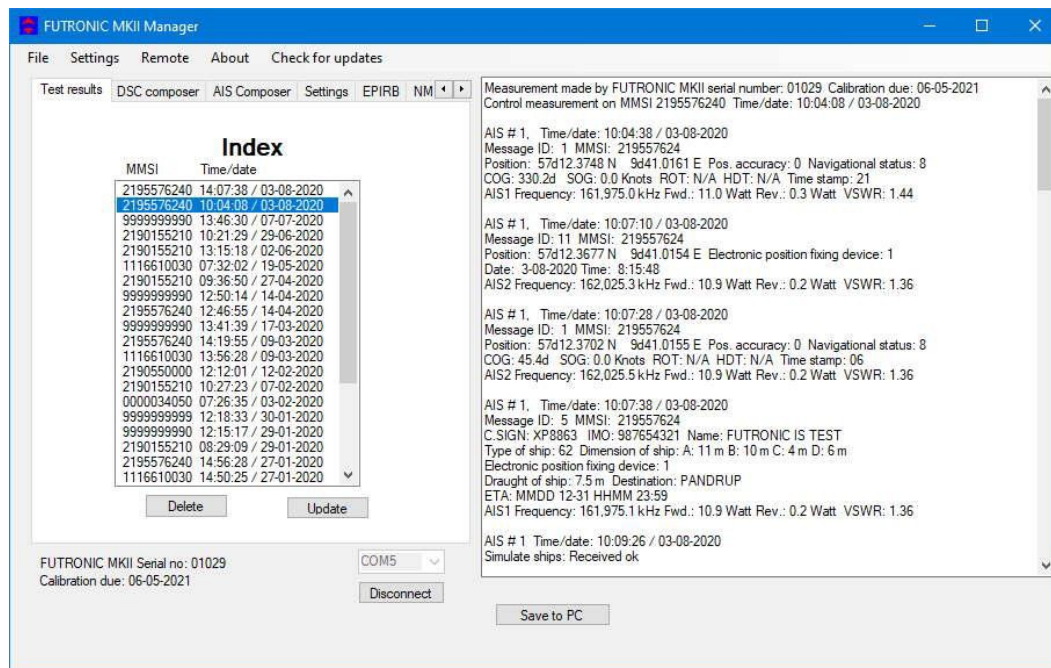 FUTRONIC MKII Manager
File Settings Remote About Check for updates
Test results DSC composer AIS Composer Settings EPIRB NM
Index
MMSI Time/date
2195576240 14:07:38 / 03-08-2020
2195576240 10:04:08 / 03-08-2020
9999999990 13:46:30 / 07-07-2020
2190155210 10:21:29 / 29-06-2020
2190155210 13:15:18 / 02-06-2020
1116610030 07:32:02 / 19-05-2020
2190155210 09:36:50 / 27-04-2020
9999999990 12:50:14 / 14-04-2020
2195576240 12:46:55 / 14-04-2020
9999999990 13:41:39 / 17-03-2020
2195576240 14:19:55 / 09-03-2020
1116610030 13:56:28 / 09-03-2020
2190550000 12:12:01 / 12-02-2020
2190155210 10:27:23 / 07-02-2020
0000034050 07:26:35 / 03-02-2020
9999999999 12:18:33 / 30-01-2020
9999999990 12:15:17 / 29-01-2020
2190155210 08:29:09 / 29-01-2020
2195576240 14:56:28 / 27-01-2020
1116610030 14:50:25 / 27-01-2020
Delete Update
FUTRONIC MKII Serial no: 01029
Calibration due: 06-05-2021
COM5
Disconnect
Measurement made by FUTRONIC MKII serial number: 01029 Calibration due: 06-05-2021
Control measurement on MMSI 2195576240 Time/date: 10:04:08 / 03-08-2020
AIS # 1, Time/date: 10:04:38 / 03-08-2020
Message ID: 1 MMSI: 219557624
Position: 57d12.3748 N 9d41.0161 E Pos. accuracy: 0 Navigational status: 8
COG: 330.2d SOG: 0.0 Knots ROT: N/A HDT: N/A Time stamp: 21
AIS1 Frequency: 161,975.0 kHz Fwd.: 11.0 Watt Rev.: 0.3 Watt VSWR: 1.44
AIS # 1, Time/date: 10:07:10 / 03-08-2020
Message ID: 11 MMSI: 219557624
Position: 57d12.3677 N 9d41.0154 E Electronic position fixing device: 1
Date: 3-08-2020 Time: 8:15:48
AIS2 Frequency: 162,025.3 kHz Fwd.: 10.9 Watt Rev.: 0.2 Watt VSWR: 1.36
AIS # 1, Time/date: 10:07:28 / 03-08-2020
Message ID: 1 MMSI: 219557624
Position: 57d12.3702 N 9d41.0155 E Pos. accuracy: 0 Navigational status: 8
COG: 45.4d SOG: 0.0 Knots ROT: N/A HDT: N/A Time stamp: 06
AIS2 Frequency: 162,025.5 kHz Fwd.: 10.9 Watt Rev.: 0.2 Watt VSWR: 1.36
AIS # 1, Time/date: 10:07:38 / 03-08-2020
Message ID: 5 MMSI: 219557624
C.SIGN: XP8863 IMO: 987654321 Name: FUTRONIC IS TEST
Type of ship: 62 Dimension of ship: A: 11 m B: 10 m C: 4 m D: 6 m
Electronic position fixing device: 1
Draught of ship: 7.5 m Destination: PANDRUP
ETA: MMDD 12-31 HHMM 23:59
AIS1 Frequency: 161,975.1 kHz Fwd.: 10.9 Watt Rev.: 0.2 Watt VSWR: 1.36
AIS # 1 Time/date: 10:09:26 / 03-08-2020
Simulate ships: Received ok
Save to PC